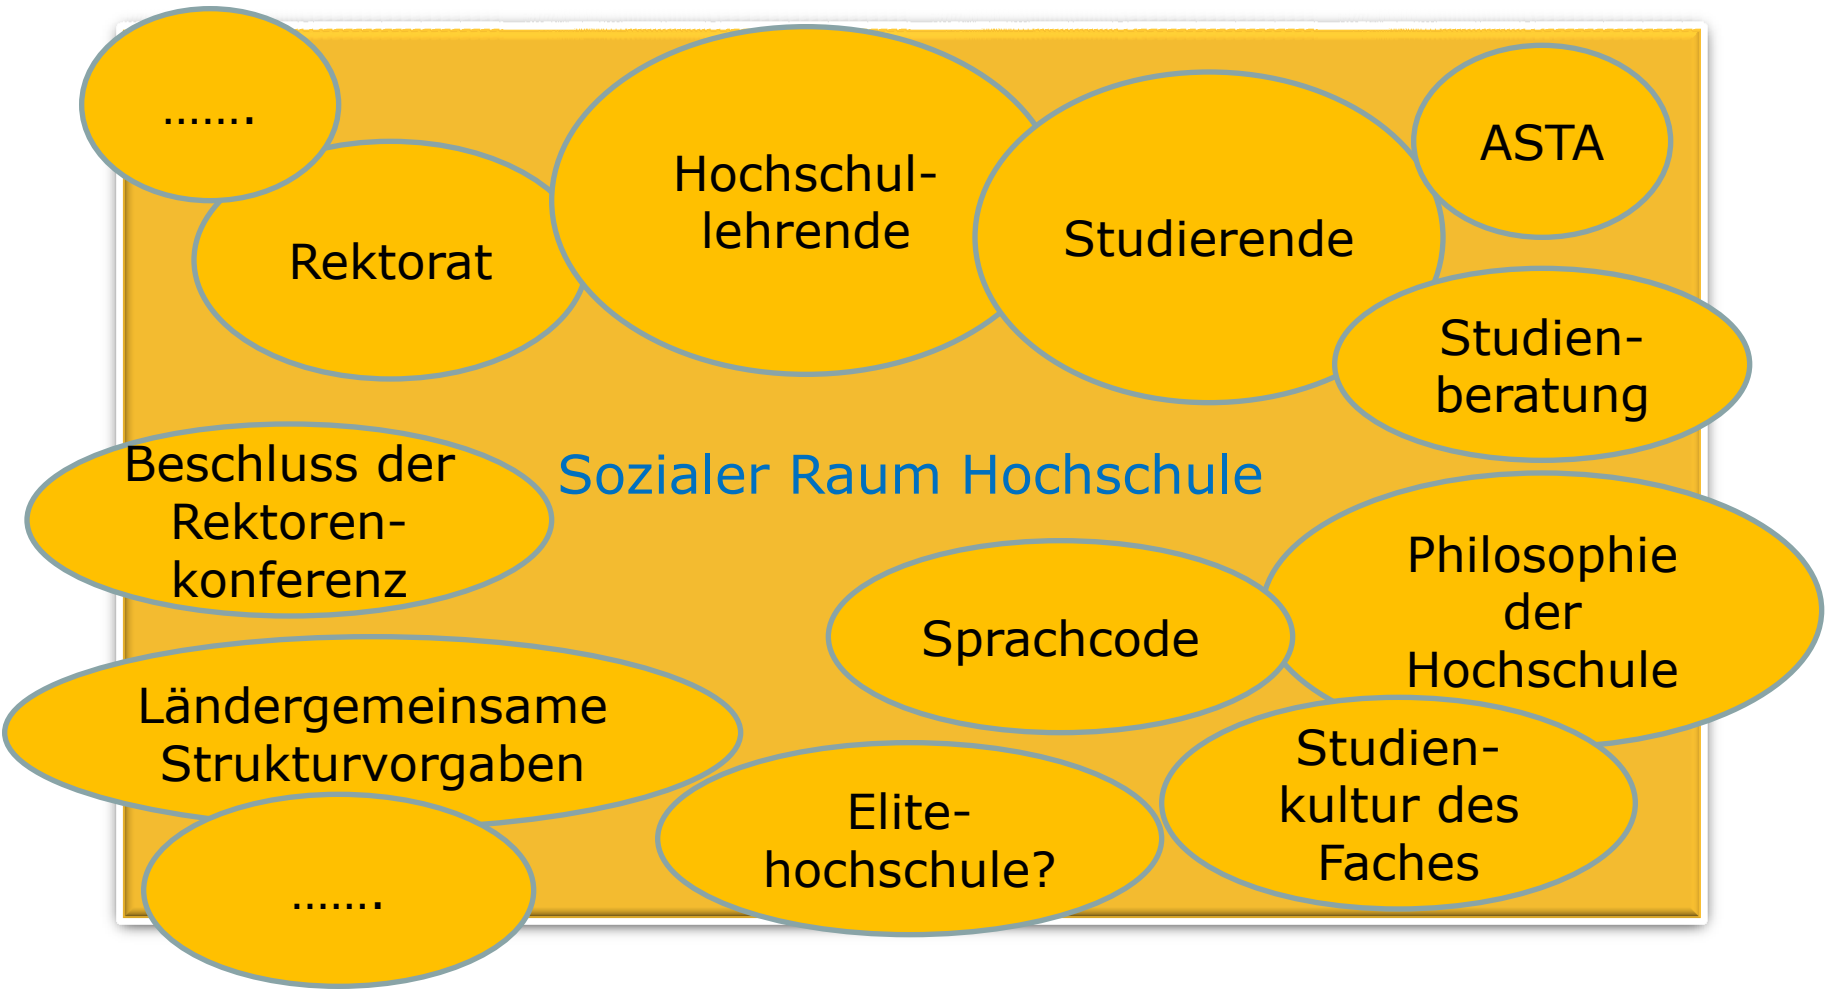 …….
Rektorat
Hochschul-
lehrende
Studierende
ASTA
Studien-
beratung
Beschluss der
Rektoren-
konferenz
Sozialer Raum Hochschule
Sprachcode
Philosophie
der
Hochschule
Ländergemeinsame
Strukturvorgaben
…….
Elite-
hochschule?
Studien-
kultur des
Faches